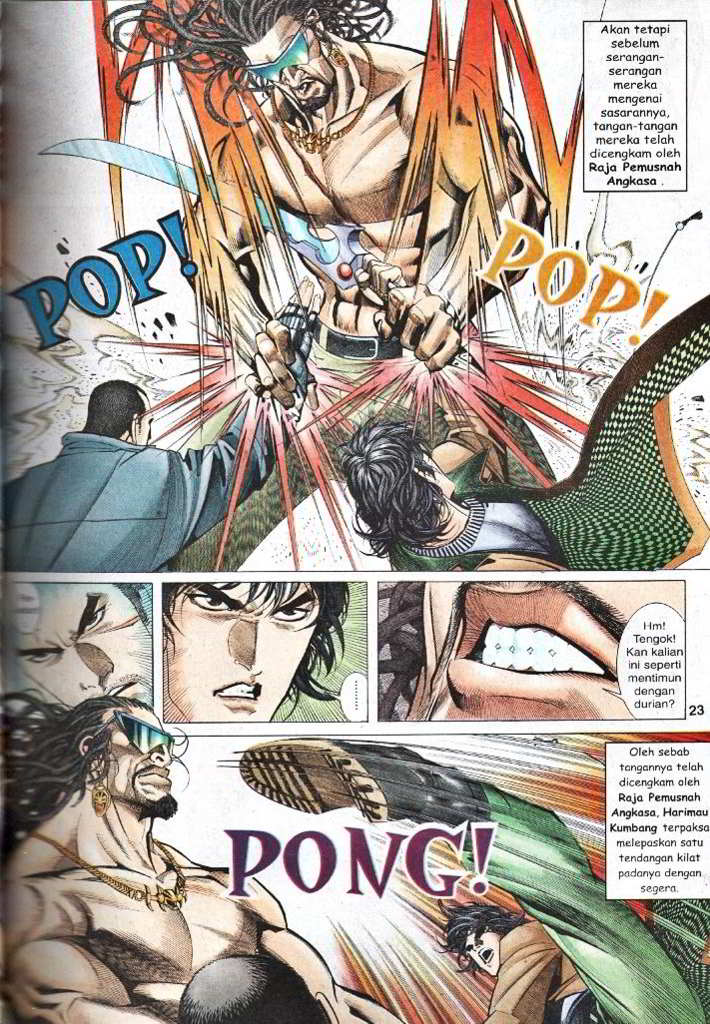 Akan tetapi
sebelum
serangan-
serangan
mereka
mengenai
sasarannya,
tangan-tangan
mereka telah
dicengkam oleh
Raja Pemusnah
Angkasa .
POP!
POP!
Hm!
Tengok!
Kan kalian
ini seperti
mentimun
dengan
durian?
........
23
Oleh sebab
tangannya telah
dicengkam oleh
Raja Pemusnah
Angkasa, Harimau
Kumbang terpaksa
melepaskan satu
tendangan kilat
padanya dengan
segera.
PONG!